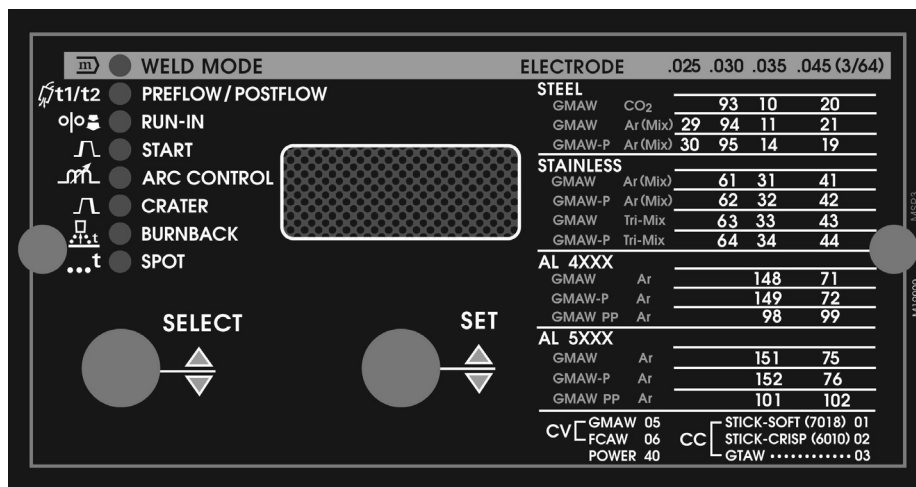 m WELD MODE
t1/t2 PREFLOW/POSTFLOW
RUN-IN
START
ARC CONTROL
CRATER
BURNBACK
...t SPOT
SELECT
SET
ELECTRODE .025 .030 .035 .045 (3/64)
STEEL
GMAW CO2 93 10 20
GMAW Ar (Mix) 29 94 11 21
GMAW-P Ar (Mix) 30 95 14 19
STAINLESS
GMAW Ar (Mix) 61 31 41
GMAW-P Ar (Mix) 62 32 42
GMAW Tri-Mix 63 33 43
GMAW-P Tri-Mix 64 34 44
AL 4XXX
GMAW Ar 148 71
GMAW-P Ar 149 72
GMAW PP Ar 98 99
AL 5XXX
GMAW Ar 151 75
GMAW-P Ar 152 76
GMAW PP Ar 101 102
CV GMAW 05
FCAW 06
POWER 40
CC STICK-SOFT (7018) 01
STICK-CRISP (6010) 02
GTAW ............ 03